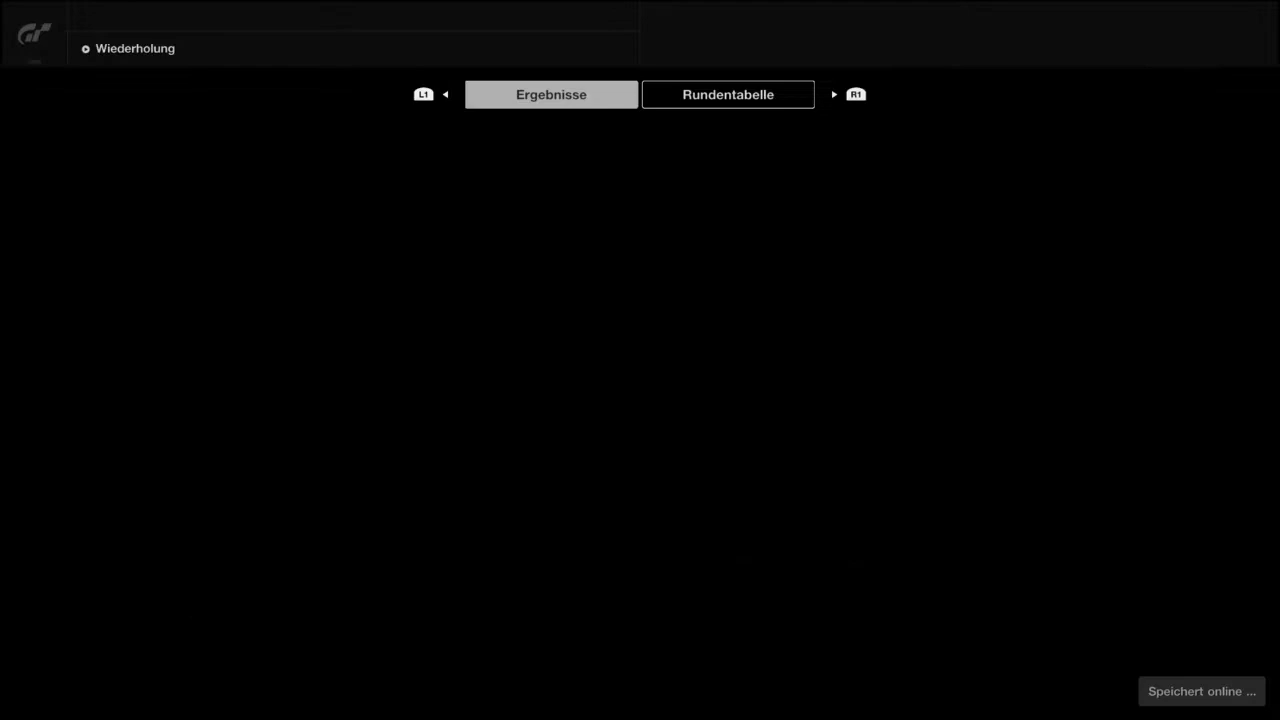 Wiederholung
L1 Ergebnisse Rundentabelle R1
Speichert online ...